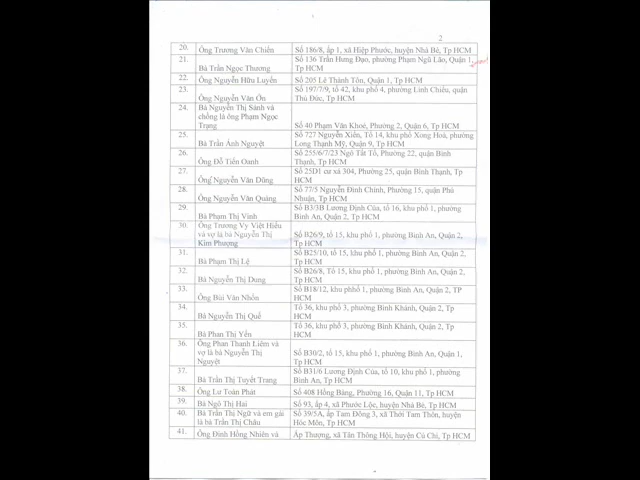 2
20. Ông Trương Văn Chiến Số 186/8, ấp 1, xã Hiệp Phước, huyện Nhà Bè, Tp HCM
21. Số 136 Trần Hưng Đạo, phường Phạm Ngũ Lão, Quận 1,
Bà Trần Ngọc Thương Tp HCM
22. Ông Nguyễn Hữu Luyến Số 205 Lê Thánh Tôn, Quận 1, Tp HCM
23. Số 197/7/9, tổ 42, khu phố 4, phường Linh Chiểu, quận
Ông Nguyễn Văn Ổn Thủ Đức, Tp HCM
24. Bà Nguyễn Thị Sánh và
chồng là ông Phạm Ngọc
Trạng Số 40 Phạm Văn Khoẻ, Phường 2, Quận 6, Tp HCM
25. Số 727 Nguyễn Xiển, Tổ 14, khu phố Xong Hoà, phường
Bà Trần Ánh Nguyệt Long Thạnh Mỹ, Quận 9, Tp HCM
26. Số 255/6/7/23 Ngô Tất Tố, Phường 22, quận Bình
Ông Đỗ Tiến Oanh Thạnh, Tp HCM
27. Số 25D1 cư xá 304, Phường 25, quận Bình Thạnh, Tp
Ông Nguyễn Văn Dũng HCM
28. Số 77/5 Nguyễn Đình Chính, Phường 15, quận Phú
Ông Nguyễn Văn Quảng Nhuận, Tp HCM
29. Số B3/3B Lương Định Của, tổ 16, khu phố 1, phường
Bà Phạm Thị Vinh Bình An, Quận 2, Tp HCM
30. Ông Trương Vy Việt Hiếu
và vợ là bà Nguyễn Thị Số B26/9, tổ 15, khu phố 1, phường Bình An, Quận 2,
Kim Phượng Tp HCM
31. Số B25/10, tổ 15, khu phố 1, phường Bình An, Quận 2,
Bà Phạm Thị Lệ Tp HCM
32. Số B26/8, Tổ 15, khu phố 1, phường Bình An, Quận 2,
Bà Nguyễn Thị Dung Tp HCM
33. Số B18/12, khu phhố 1, phường Bình An, Quận 2, TP
Ông Bùi Văn Nhốn HCM
34. Tổ 36, khu phố 3, phường Bình Khánh, Quận 2, Tp
Bà Nguyễn Thị Quế HCM
35. Tổ 36, khu phố 3, phường Bình Khánh, Quận 2, Tp
Bà Phan Thị Yến HCM
36. Ông Phan Thanh Liêm và
vợ là bà Nguyễn Thị Số B30/2, tổ 15, khu phố 1, phường Bình An, Quận 1,
Nguyệt Tp HCM
37. Số B31/6 Lương Định Của, tổ 10, khu phố 1, phường
Bà Trần Thị Tuyết Trang Bình An, Tp HCM
38. Ông Lư Toàn Phát Số 408 Hồng Bàng, Phường 16, Quận 11, Tp HCM
39. Bà Ngô Thị Hai Số 93, ấp 4, xã Phước Lộc, huyện Nhà Bè, Tp HCM
40. Bà Trần Thị Ngữ và em gái Số 39/5A, ấp Tam Đông 3, xã Thới Tam Thôn, huyện
là bà Trần Thị Châu Hóc Môn, Tp HCM
41. Ông Đinh Hồng Nhiên và Ấp Thượng, xã Tân Thông Hội, huyện Củ Chi, Tp HCM